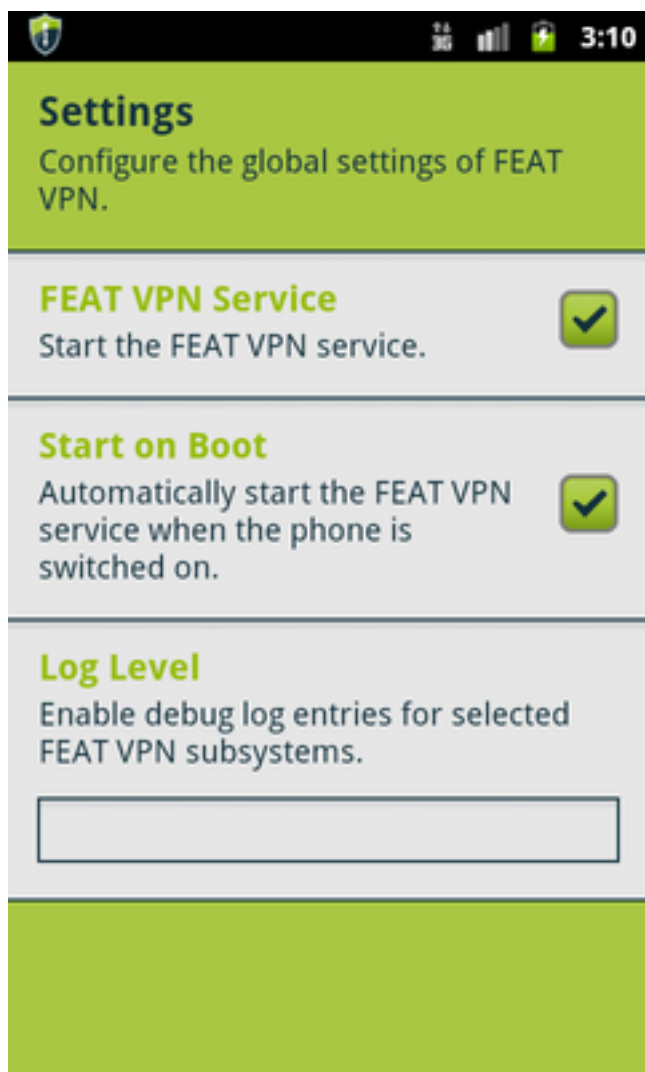 3G 3:10
Settings
Configure the global settings of FEAT
VPN.
FEAT VPN Service
Start the FEAT VPN service.
Start on Boot
Automatically start the FEAT VPN
service when the phone is
switched on.
Log Level
Enable debug log entries for selected
FEAT VPN subsystems.